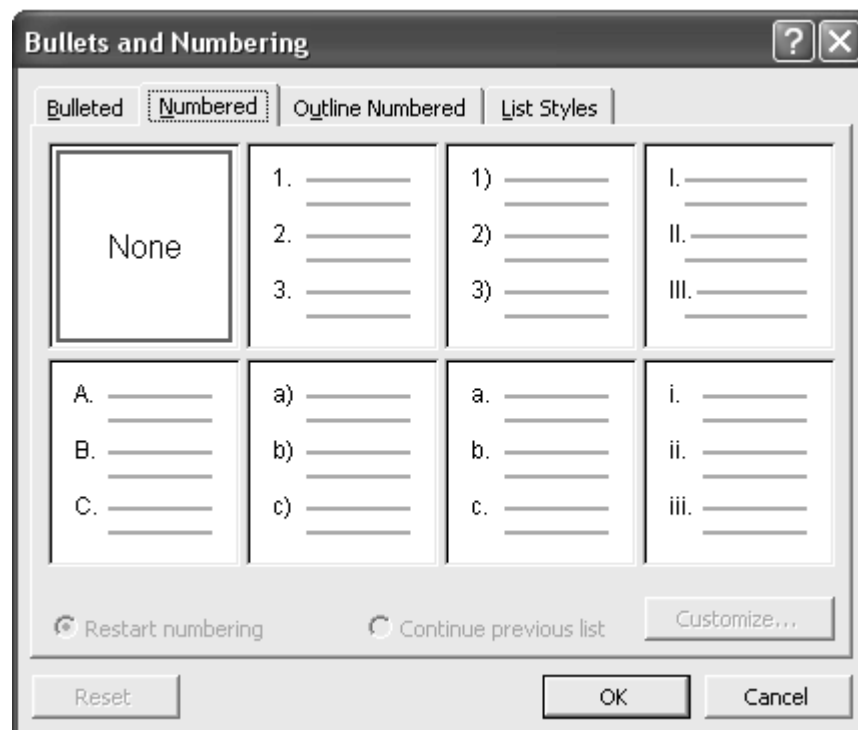 Bullets and Numbering
Bulleted Numbered Outline Numbered List Styles
None
1.
2.
3.
1)
2)
3)
I.
II.
III.
A.
B.
C.
a)
b)
c)
a.
b.
c.
i.
ii.
iii.
Restart numbering Continue previous list Customize...
Reset OK Cancel